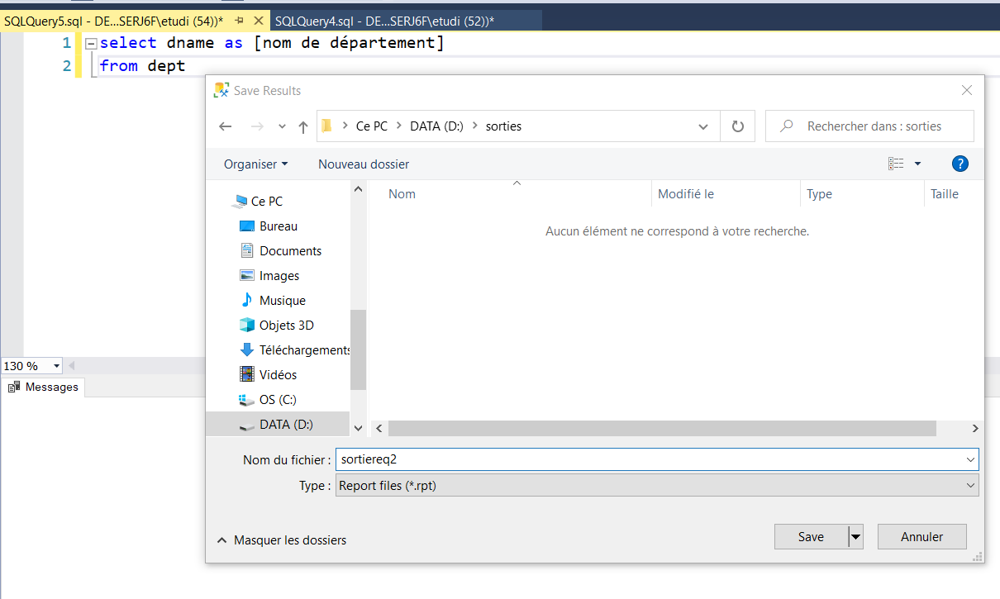 SQLQuery5.sql - DE...SERJ6F\etudi (54))* SQLQuery4.sql - DE...SERJ6F\etudi (52))*
1 select dname as [nom de département]
2 from dept
Save Results
Ce PC > DATA (D:) > sorties
Rechercher dans : sorties
Organiser Nouveau dossier
?
Nom Modifié le Type Taille
Aucun élément ne correspond à votre recherche.
Ce PC
Bureau
Documents
Images
Musique
Objets 3D
Téléchargements
Vidéos
OS (C:)
DATA (D:)
130 %
Messages
Nom du fichier : sortiereq2
Type : Report files (*.rpt)
Masquer les dossiers
Save Annuler